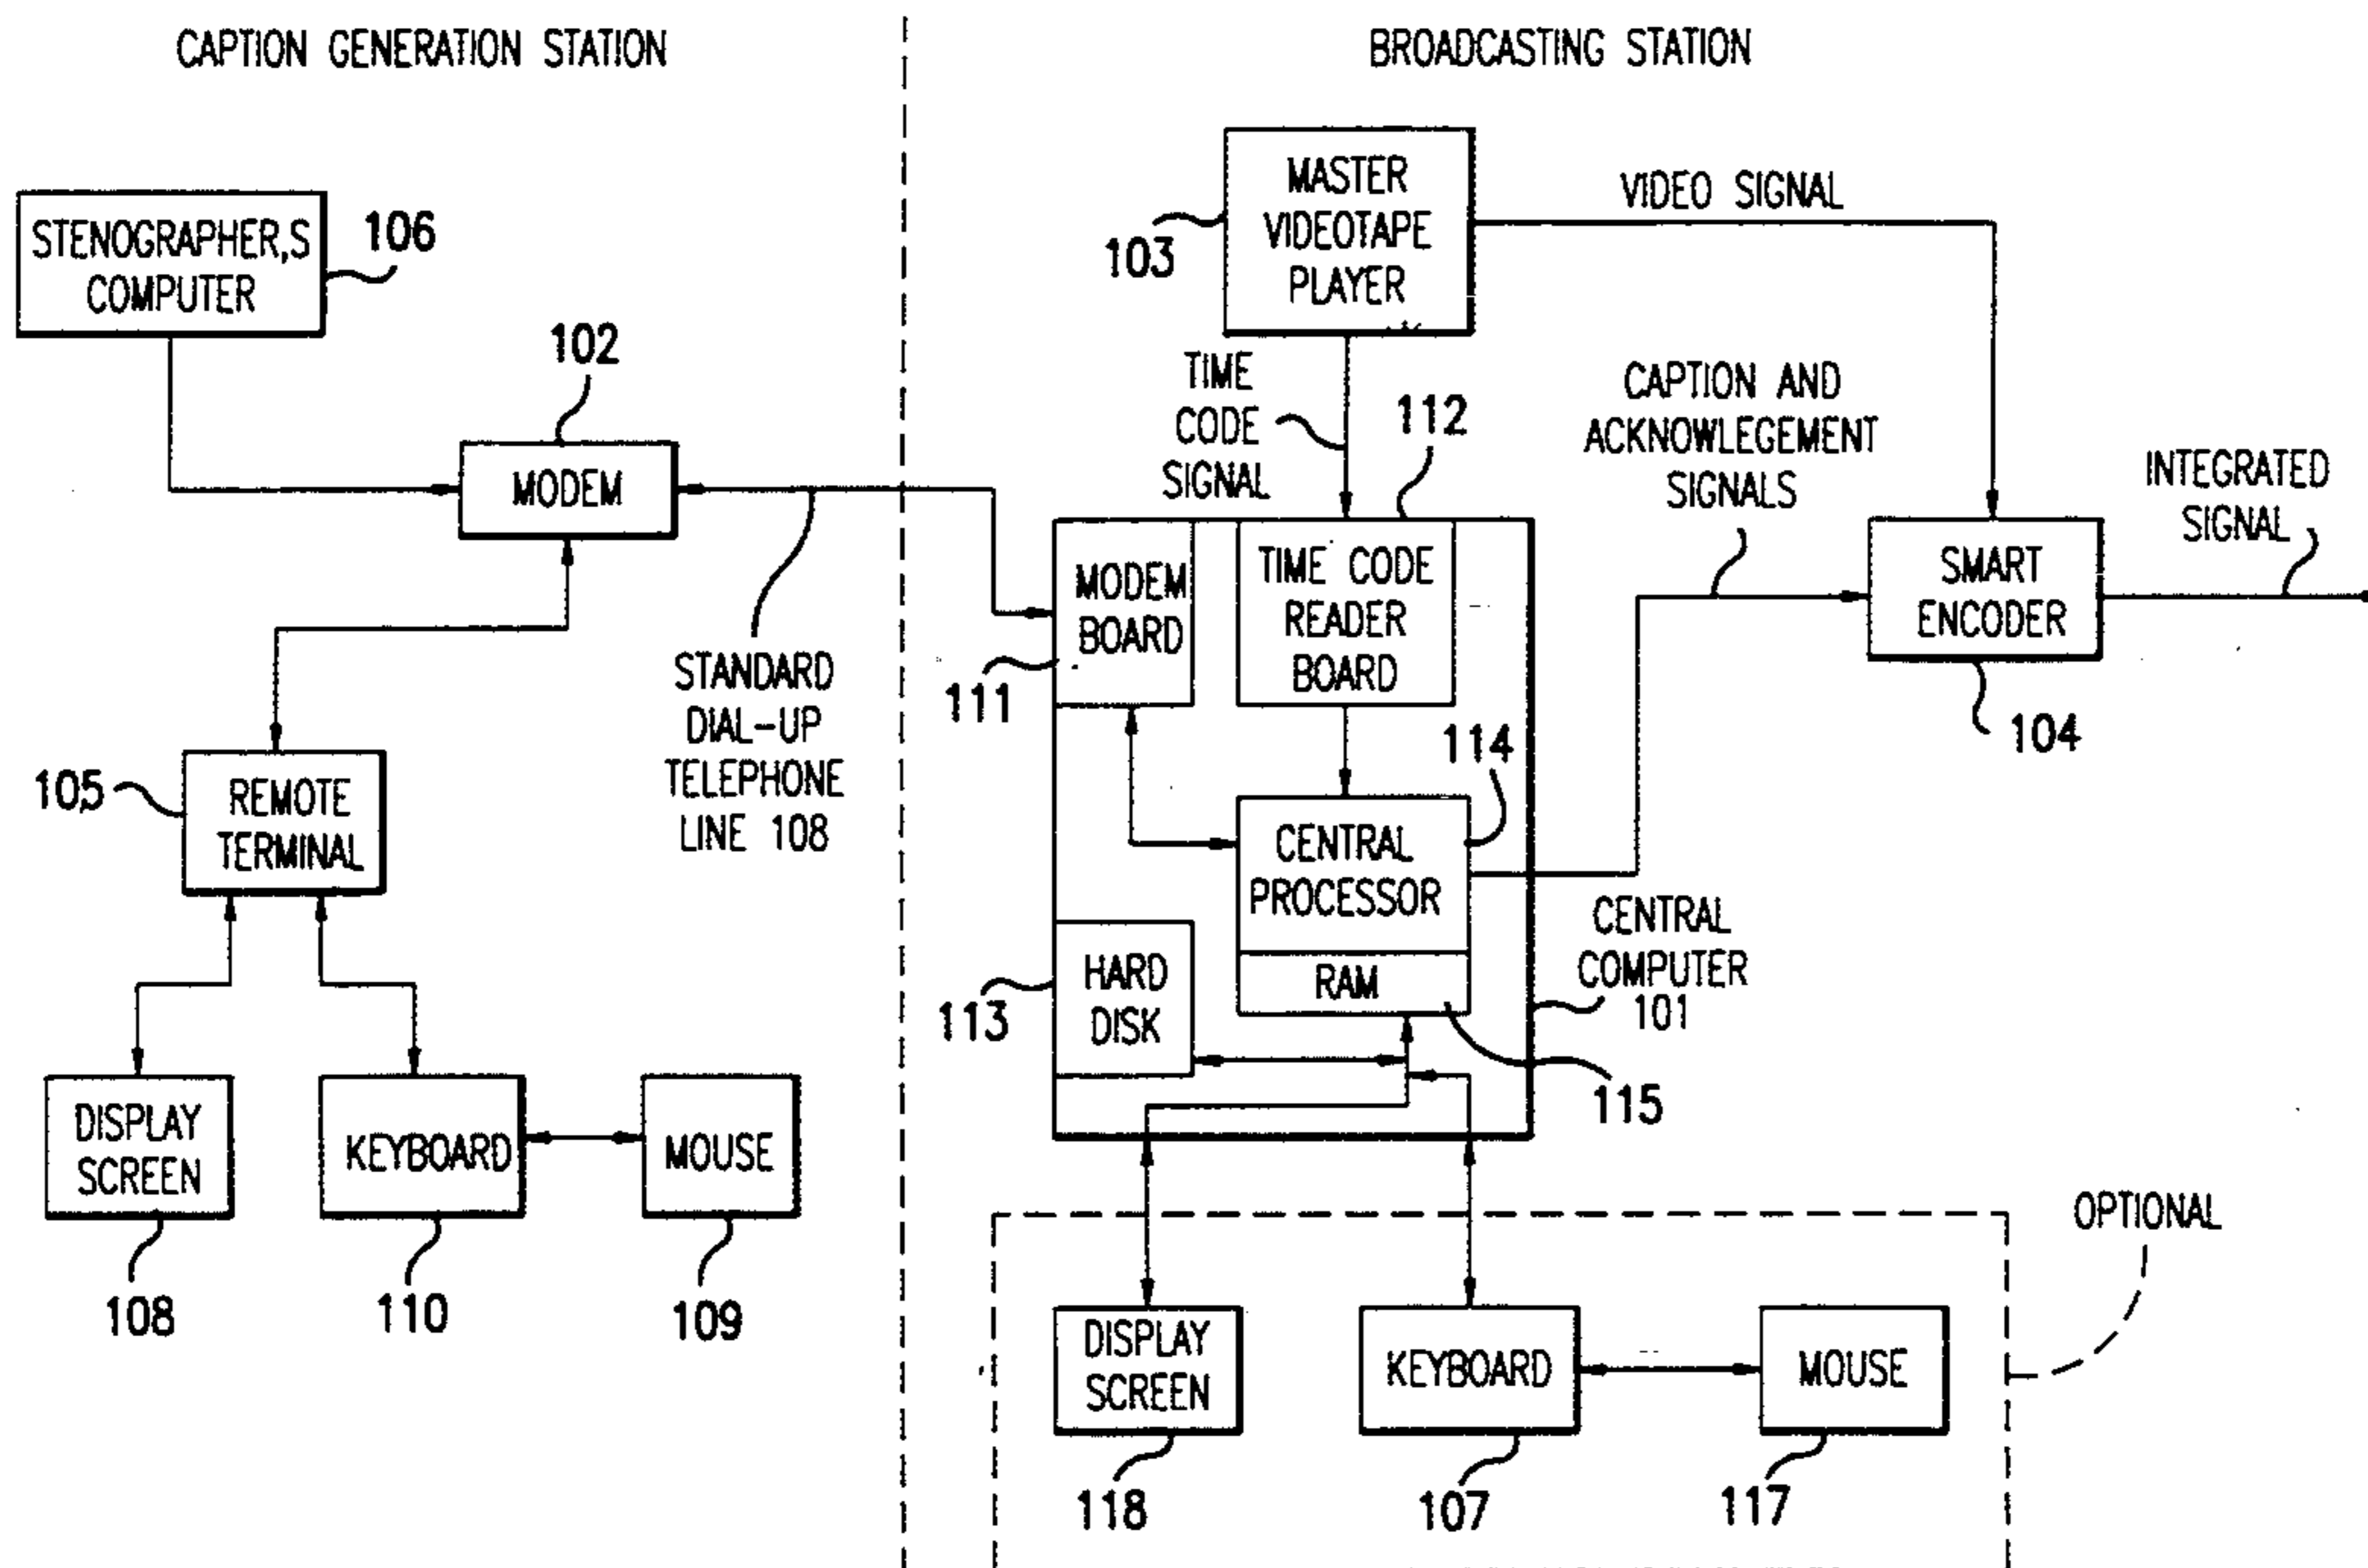 CAPTION GENERATION STATION
STENOGRAPHER,S
COMPUTER
106
102
MODEM
STANDARD
DIAL-UP
TELEPHONE
LINE 108
105
REMOTE
TERMINAL
DISPLAY
SCREEN
108
KEYBOARD
110
MOUSE
109
BROADCASTING STATION
MASTER
VIDEOTAPE
PLAYER
103
VIDEO SIGNAL
TIME
CODE
SIGNAL
112
CAPTION AND
ACKNOWLEGEMENT
SIGNALS
INTEGRATED
SIGNAL
MODEM
BOARD
111
TIME CODE
READER
BOARD
SMART
ENCODER
104
114
CENTRAL
PROCESSOR
RAM
HARD
DISK
113
CENTRAL
COMPUTER
101
115
OPTIONAL
DISPLAY
SCREEN
118
KEYBOARD
107
MOUSE
117